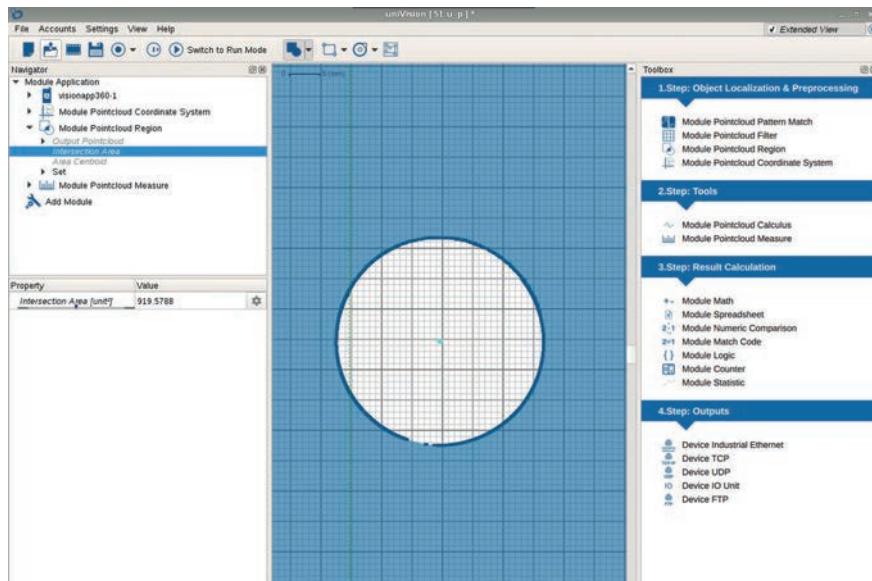 uniVision [51.u_p]*
File Accounts Settings View Help
Extended View
Switch to Run Mode
Navigator
Module Application
visionapp360-1
Module Pointcloud Coordinate System
Module Pointcloud Region
Output Pointcloud
Intersection Area
Area Centroid
Set
Module Pointcloud Measure
Add Module
Property Value
Intersection Area [unit²] 919.5788
Toolbox
1.Step: Object Localization & Preprocessing
Module Pointcloud Pattern Match
Module Pointcloud Filter
Module Pointcloud Region
Module Pointcloud Coordinate System
2.Step: Tools
Module Pointcloud Calculus
Module Pointcloud Measure
3.Step: Result Calculation
Module Math
Module Spreadsheet
Module Numeric Comparison
Module Match Code
Module Logic
Module Counter
Module Statistic
4.Step: Outputs
Device Industrial Ethernet
Device TCP
Device UDP
IO Device IO Unit
Device FTP